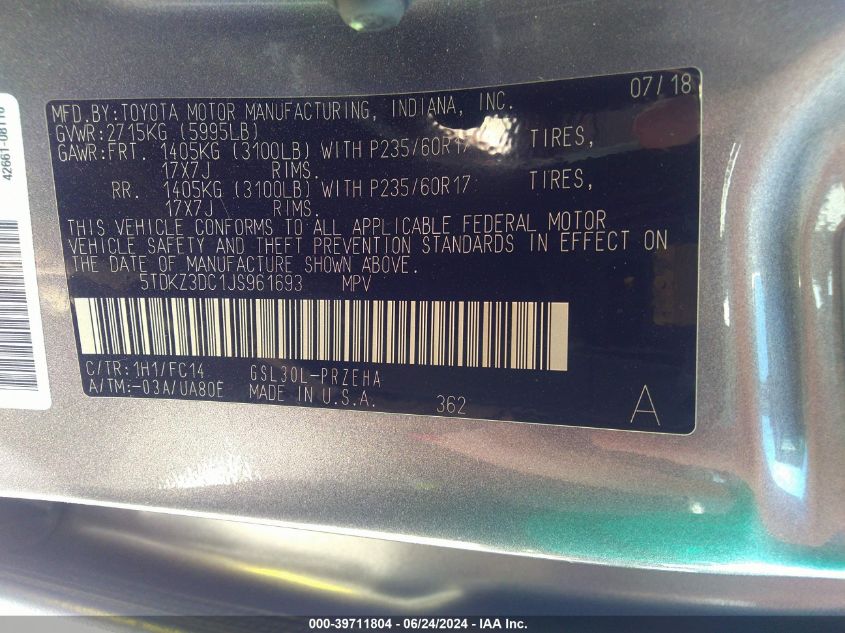 07/18
MFD.BY:TOYOTA MOTOR MANUFACTURING, INDIANA, INC.
GVWR:2715KG (5995LB)
GAWR:FRT. 1405KG (3100LB) WITH P235/60R17 TIRES,
17X7J RIMS.
RR. 1405KG (3100LB) WITH P235/60R17 TIRES,
17X7J RIMS.
THIS VEHICLE CONFORMS TO ALL APPLICABLE FEDERAL MOTOR
VEHICLE SAFETY AND THEFT PREVENTION STANDARDS IN EFFECT ON
THE DATE OF MANUFACTURE SHOWN ABOVE.
5TDKZ3DC1JS961693 MPV
C/TR:1H1/FC14 GSL30L-PRZEHA
A/TM:-03A/UA80E MADE IN U.S.A. 362 A
42661-08110
000-39711804 / 06/24/2024 - IAA Inc.